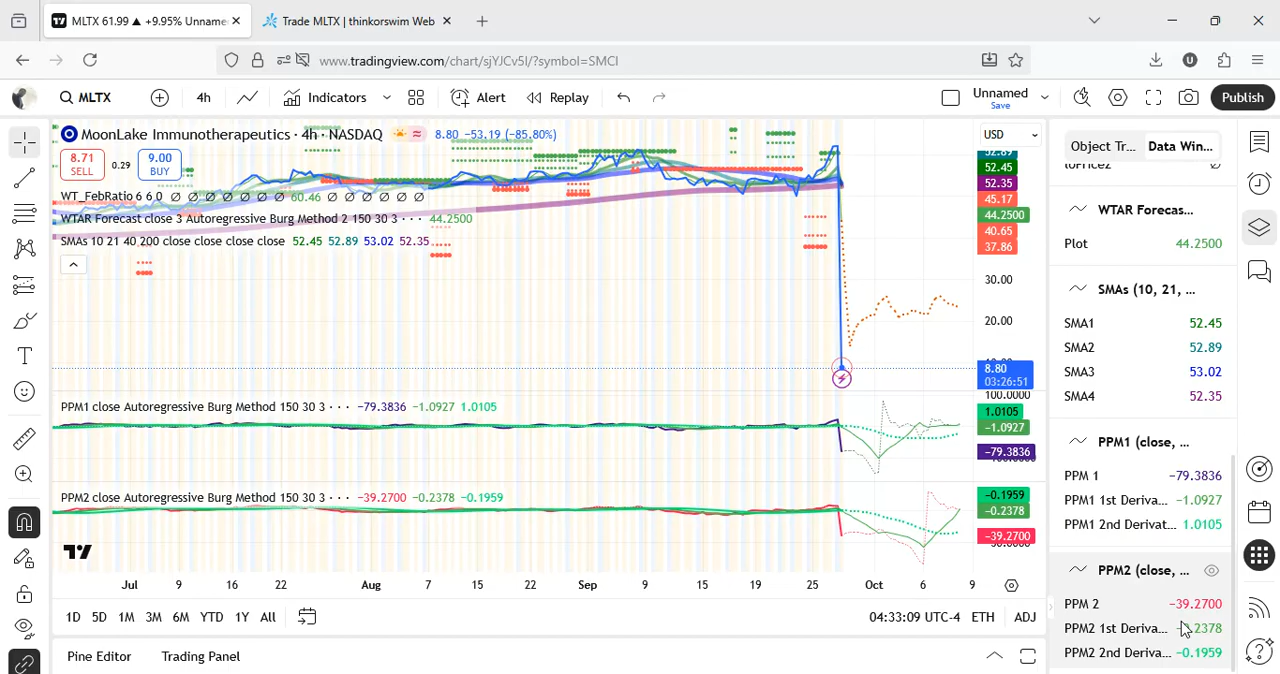 MLTX 61.99 ▲ +9.95% Unname
Trade MLTX | thinkorswim Web
www.tradingview.com/chart/sjYJCv5I/?symbol=SMCI
MLTX
4h
Indicators
Alert
Replay
Unnamed
Save
Publish
MoonLake Immunotherapeutics · 4h · NASDAQ
8.80 −53.19 (−85.80%)
USD
8.71
SELL
0.29
9.00
BUY
60.46 ∅ ∅ ∅ ∅ ∅ ∅
WTAR Forecast close 3 Autoregressive Burg Method 2 150 30 3 · · · 44.2500
SMAs 10 21 40 200 close close close close 52.45 52.89 53.02 52.35
52.89
52.45
52.35
45.17
44.2500
40.65
37.86
30.00
20.00
8.80
03:26:51
100.0000
PPM1 close Autoregressive Burg Method 150 30 3 · · · −79.3836 −1.0927 1.0105
1.0105
−1.0927
−79.3836
PPM2 close Autoregressive Burg Method 150 30 3 · · · −39.2700 −0.2378 −0.1959
−0.1959
−0.2378
−39.2700
Jul 9 16 22 Aug 7 15 22 Sep 9 15 19 25 Oct 6 9
1D 5D 1M 3M 6M YTD 1Y All
04:33:09 UTC-4 ETH ADJ
Pine Editor
Trading Panel
Object Tr...
Data Win...
WTAR Forecas...
Plot 44.2500
SMAs (10, 21, ...
SMA1 52.45
SMA2 52.89
SMA3 53.02
SMA4 52.35
PPM1 (close, ...
PPM 1 −79.3836
PPM1 1st Deriva... −1.0927
PPM1 2nd Derivat... 1.0105
PPM2 (close, ...
PPM 2 −39.2700
PPM2 1st Deriva... .2378
PPM2 2nd Deriva... −0.1959